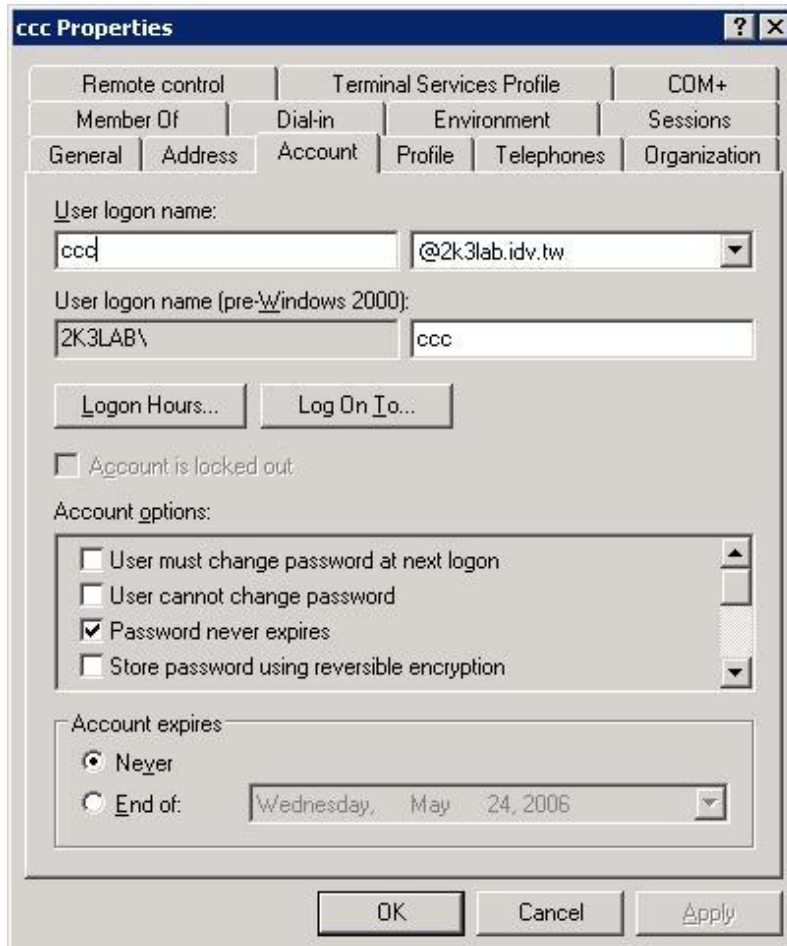 ccc Properties
Remote control Terminal Services Profile COM+
Member Of Dial-in Environment Sessions
General Address Account Profile Telephones Organization
User logon name:
ccc @2k3lab.idv.tw
User logon name (pre-Windows 2000):
2K3LAB\ ccc
Logon Hours... Log On To...
Account is locked out
Account options:
User must change password at next logon
User cannot change password
Password never expires
Store password using reversible encryption
Account expires
Never
End of: Wednesday, May 24, 2006
OK Cancel Apply